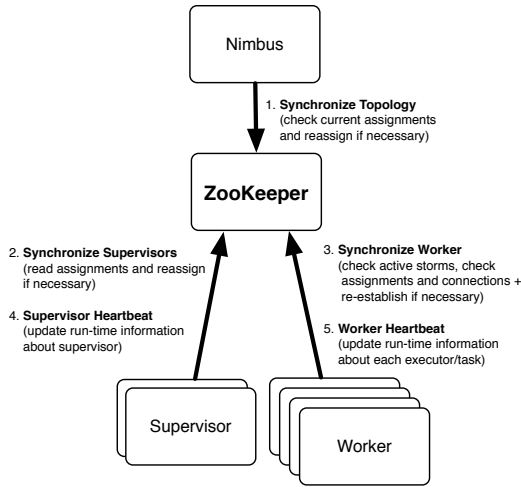 Nimbus
1. Synchronize Topology
(check current assignments
and reassign if necessary)
ZooKeeper
2. Synchronize Supervisors
(read assignments and reassign
if necessary)
4. Supervisor Heartbeat
(update run-time information
about supervisor)
3. Synchronize Worker
(check active storms, check
assignments and connections +
re-establish if necessary)
5. Worker Heartbeat
(update run-time information
about each executor/task)
Supervisor
Worker